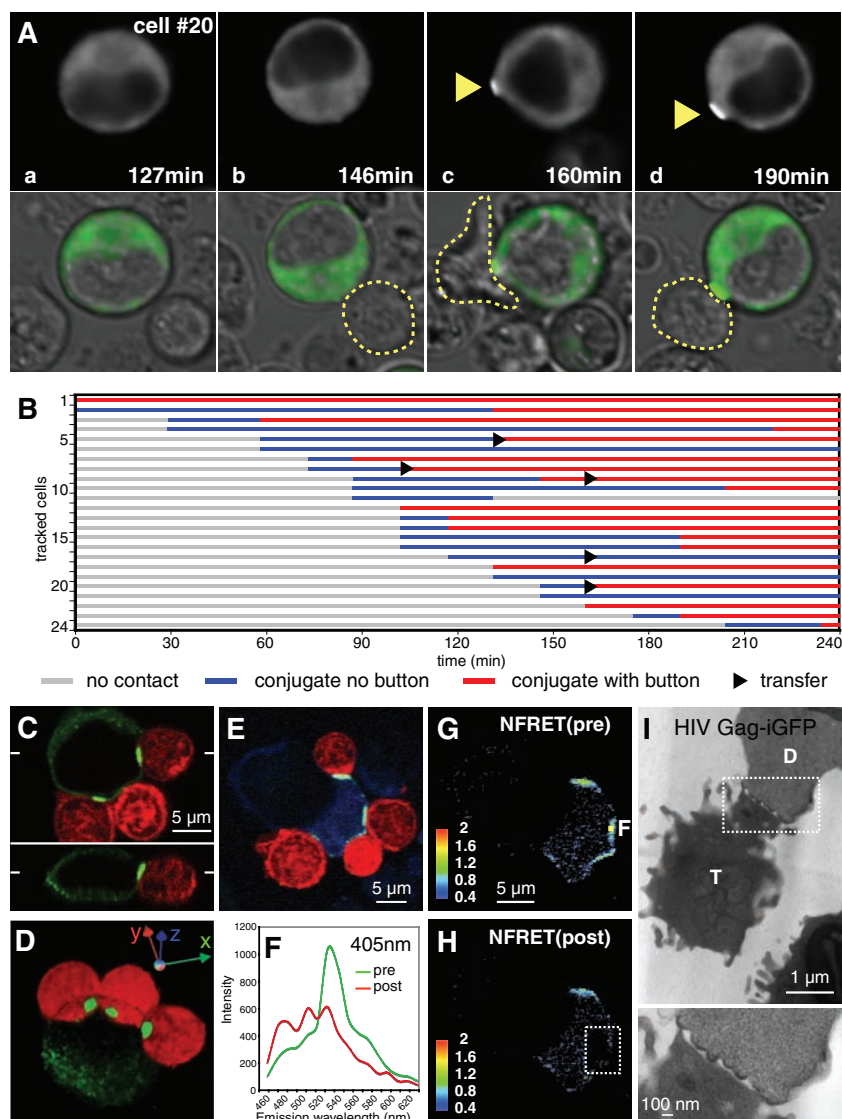 A
cell #20
a
127min
b
146min
c
160min
d
190min
B
tracked cells
1
5
10
15
20
24
0
30
60
90
120
150
180
210
240
time (min)
no contact
conjugate no button
conjugate with button
transfer
C
5 µm
D
y
z
x
E
5 µm
F
405nm
pre
post
Intensity
1200
1000
800
600
400
200
0
460
480
500
520
540
560
580
600
620
Emission wavelength (nm)
G
NFRET(pre)
F
2
1.6
1.2
0.8
0.4
5 µm
H
NFRET(post)
2
1.6
1.2
0.8
0.4
I
HIV Gag-iGFP
D
T
1 µm
100 nm